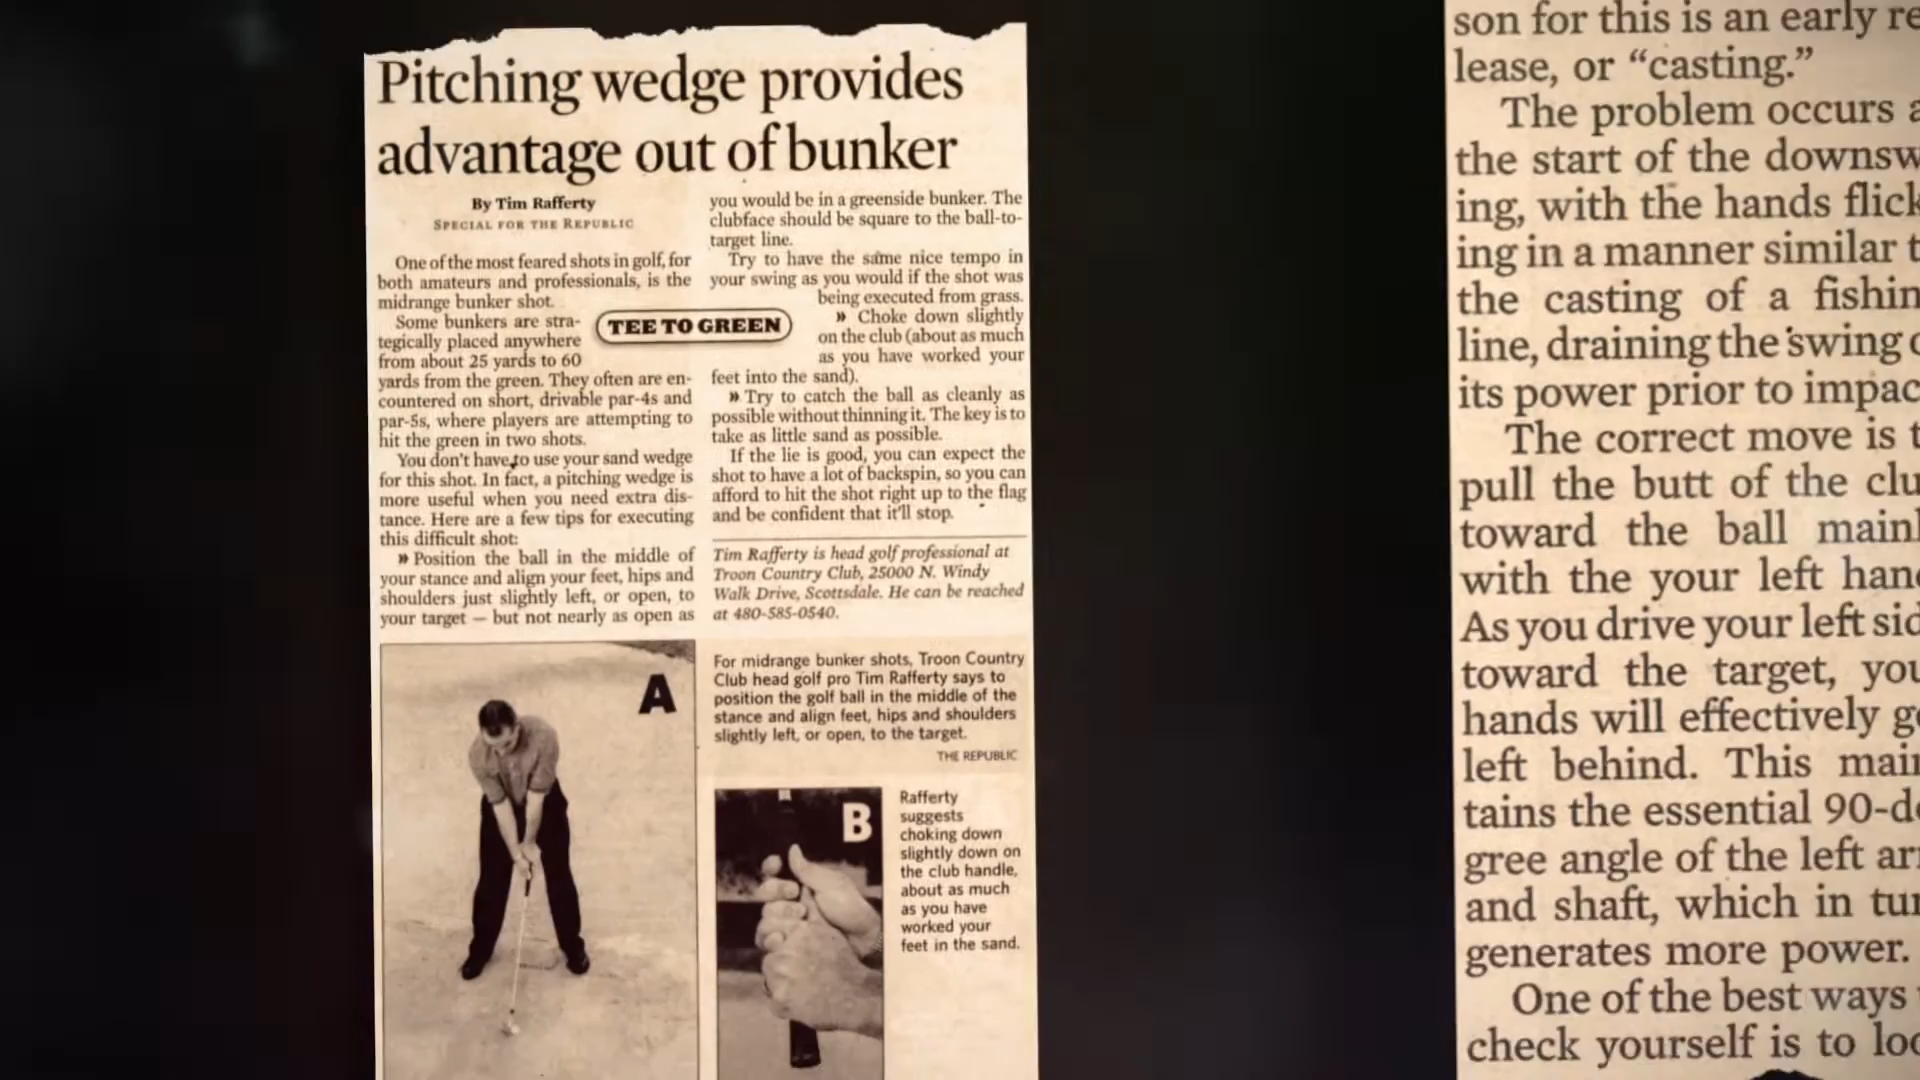 Pitching wedge provides
advantage out of bunker
By Tim Rafferty
SPECIAL FOR THE REPUBLIC
One of the most feared shots in golf, for
both amateurs and professionals, is the
midrange bunker shot.
Some bunkers are stra-
tegically placed anywhere
from about 25 yards to 60
yards from the green. They often are en-
countered on short, drivable par-4s and
par-5s, where players are attempting to
hit the green in two shots.
You don't have to use your sand wedge
for this shot. In fact, a pitching wedge is
more useful when you need extra dis-
tance. Here are a few tips for executing
this difficult shot:
» Position the ball in the middle of
your stance and align your feet, hips and
shoulders just slightly left, or open, to
your target — but not nearly as open as
TEE TO GREEN
you would be in a greenside bunker. The
clubface should be square to the ball-to-
target line.
Try to have the same nice tempo in
your swing as you would if the shot was
being executed from grass.
» Choke down slightly
on the club (about as much
as you have worked your
feet into the sand).
» Try to catch the ball as cleanly as
possible without thinning it. The key is to
take as little sand as possible.
If the lie is good, you can expect the
shot to have a lot of backspin, so you can
afford to hit the shot right up to the flag
and be confident that it'll stop.
Tim Rafferty is head golf professional at
Troon Country Club, 25000 N. Windy
Walk Drive, Scottsdale. He can be reached
at 480-585-0540.
A
For midrange bunker shots, Troon Country
Club head golf pro Tim Rafferty says to
position the golf ball in the middle of the
stance and align feet, hips and shoulders
slightly left, or open, to the target.
THE REPUBLIC
B
Rafferty
suggests
choking down
slightly down on
the club handle,
about as much
as you have
worked your
feet in the sand.
son for this is an early re
lease, or “casting.”
The problem occurs a
the start of the downsw
ing, with the hands flick
ing in a manner similar t
the casting of a fishin
line, draining the swing o
its power prior to impac
The correct move is t
pull the butt of the clu
toward the ball mainl
with the your left han
As you drive your left sid
toward the target, you
hands will effectively ge
left behind. This main
tains the essential 90-de
gree angle of the left ar
and shaft, which in tur
generates more power.
One of the best ways
check yourself is to loo